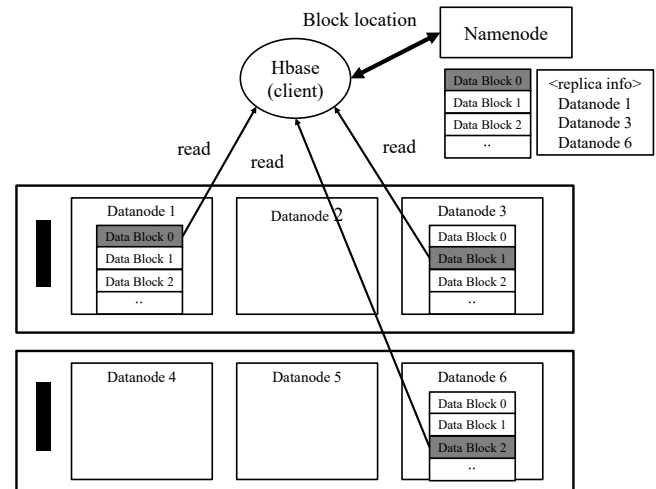 Block location
Namenode
Hbase
(client)
Data Block 0
Data Block 1
Data Block 2
..
<replica info>
Datanode 1
Datanode 3
Datanode 6
read
read
read
Datanode 1
Data Block 0
Data Block 1
Data Block 2
..
Datanode 2
Datanode 3
Data Block 0
Data Block 1
Data Block 2
..
Datanode 4
Datanode 5
Datanode 6
Data Block 0
Data Block 1
Data Block 2
..